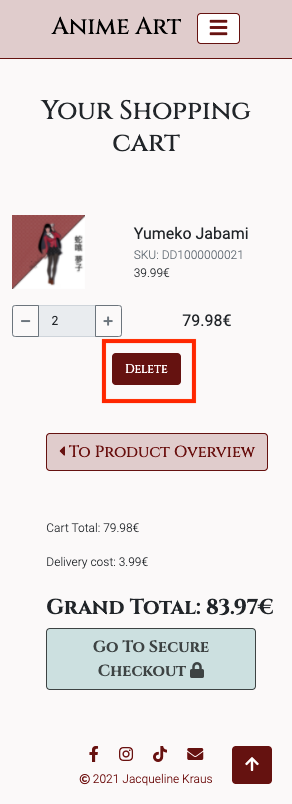 Anime Art
Your Shopping
cart
Yumeko Jabami
SKU: DD1000000021
39.99€
蛇喰
夢子
2
79.98€
Delete
To Product Overview
Cart Total: 79.98€
Delivery cost: 3.99€
Grand Total: 83.97€
Go To Secure
Checkout
© 2021 Jacqueline Kraus